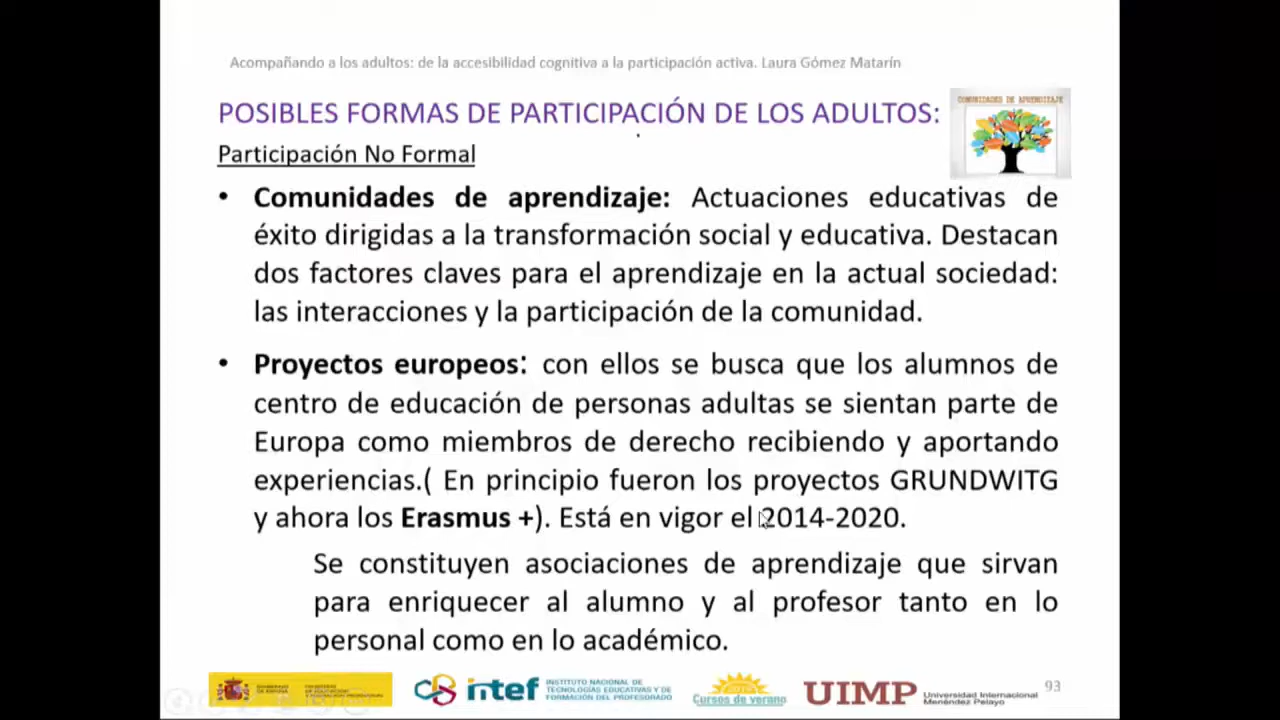 Acompañando a los adultos: de la accesibilidad cognitiva a la participación activa. Laura Gómez Matarín
POSIBLES FORMAS DE PARTICIPACIÓN DE LOS ADULTOS:
COMUNIDADES DE APRENDIZAJE
Participación No Formal
• Comunidades de aprendizaje: Actuaciones educativas de
éxito dirigidas a la transformación social y educativa. Destacan
dos factores claves para el aprendizaje en la actual sociedad:
las interacciones y la participación de la comunidad.
• Proyectos europeos: con ellos se busca que los alumnos de
centro de educación de personas adultas se sientan parte de
Europa como miembros de derecho recibiendo y aportando
experiencias.( En principio fueron los proyectos GRUNDWITG
y ahora los Erasmus +). Está en vigor el 2014-2020.
Se constituyen asociaciones de aprendizaje que sirvan
para enriquecer al alumno y al profesor tanto en lo
personal como en lo académico.
intef
INSTITUTO NACIONAL DE
TECNOLOGÍAS EDUCATIVAS Y DE
FORMACIÓN DEL PROFESORADO
Cursos de verano
UIMP
Universidad Internacional
Menéndez Pelayo
93